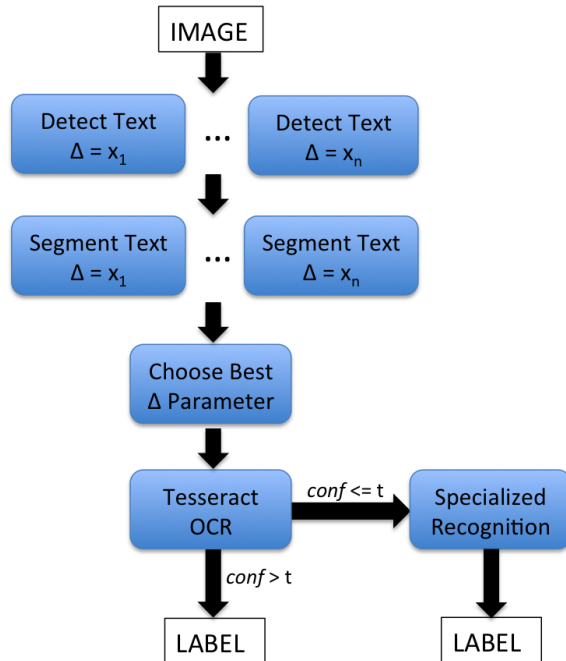 IMAGE
Detect Text
Δ = x₁
...
Detect Text
Δ = xₙ
Segment Text
Δ = x₁
...
Segment Text
Δ = xₙ
Choose Best
Δ Parameter
Tesseract
OCR
conf <= t
Specialized
Recognition
conf > t
LABEL
LABEL